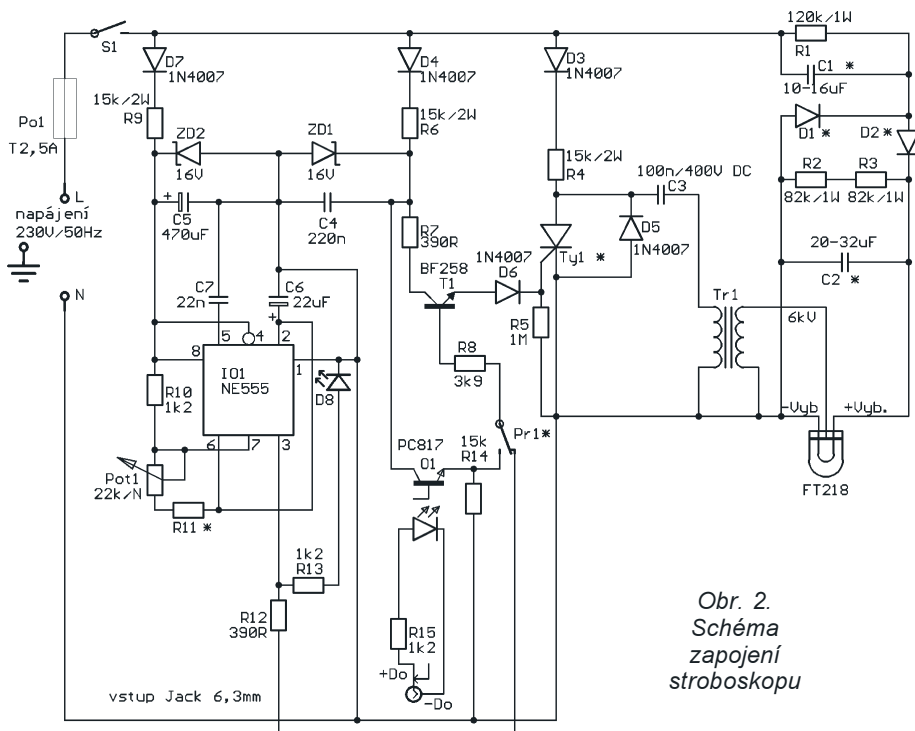 S1
Po1
T2,5A
L
napájení
230V/50Hz
N
D7
1N4007
15k/2W
R9
ZD2
16V
ZD1
16V
D4
1N4007
15k/2W
R6
D3
1N4007
15k/2W
R4
120k/1W
R1
C1 *
10-16uF
D1 *
D2 *
R2
82k/1W
R3
82k/1W
20-32uF
C2 *
100n/400V DC
C3
D5
1N4007
Ty1 *
+
C5
470uF
C4
220n
R7
390R
BF258
T1
1N4007
D6
R5
1M
C7
22n
C6
22uF
+
5
4
2
8
1
IO1
NE555
6
7
3
D8
R10
1k2
Pot1
22k/N
R11 *
R8
3k9
Pr1*
PC817
O1
15k
R14
Tr1
6kV
-Vyb
+Vyb.
FT218
1k2
R13
R12
390R
R15
1k2
+Do
-Do
vstup Jack 6,3mm
Obr. 2.
Schéma
zapojení
stroboskopu